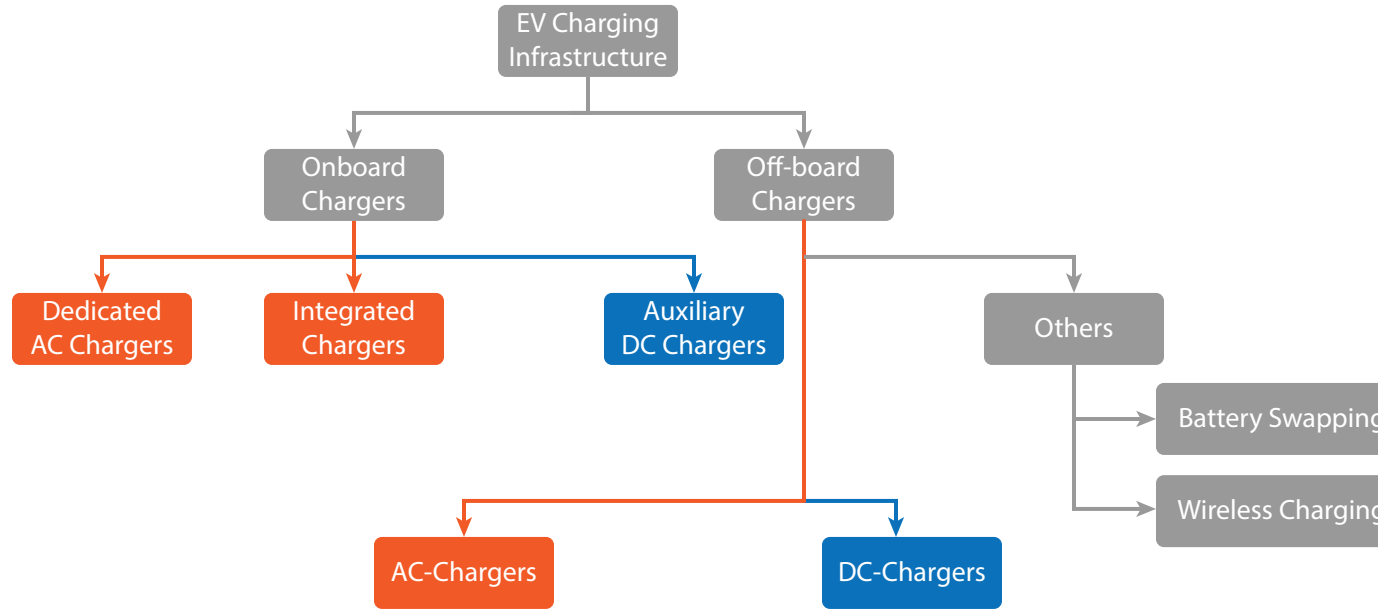 EV Charging
Infrastructure
Onboard
Chargers
Off-board
Chargers
Dedicated
AC Chargers
Integrated
Chargers
Auxiliary
DC Chargers
Others
Battery Swapping
Wireless Charging
AC-Chargers
DC-Chargers